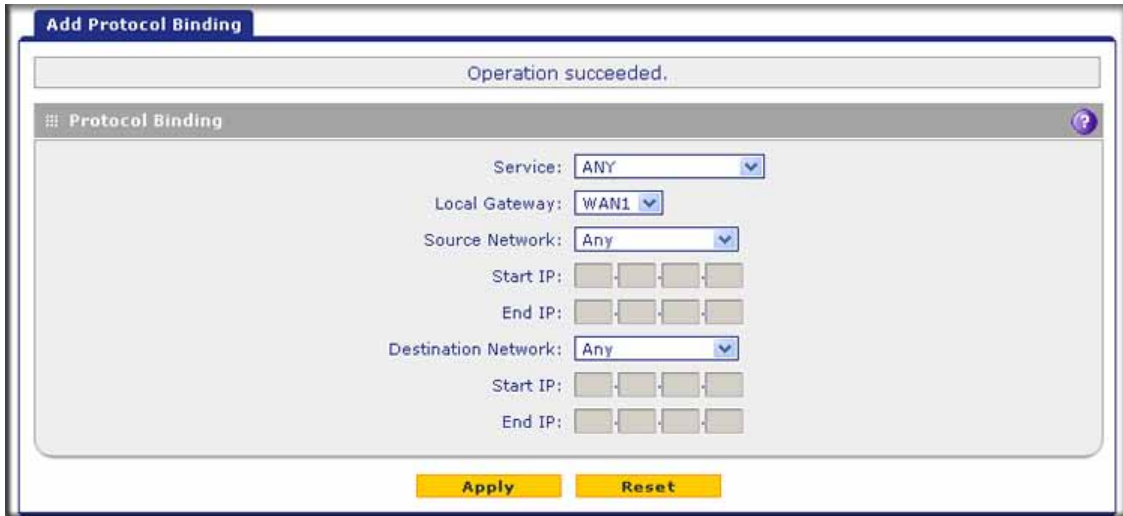 Add Protocol Binding
Operation succeeded.
Protocol Binding ?
Service: ANY
Local Gateway: WAN1
Source Network: Any
Start IP: . . .
End IP: . . .
Destination Network: Any
Start IP: . . .
End IP: . . .
Apply Reset